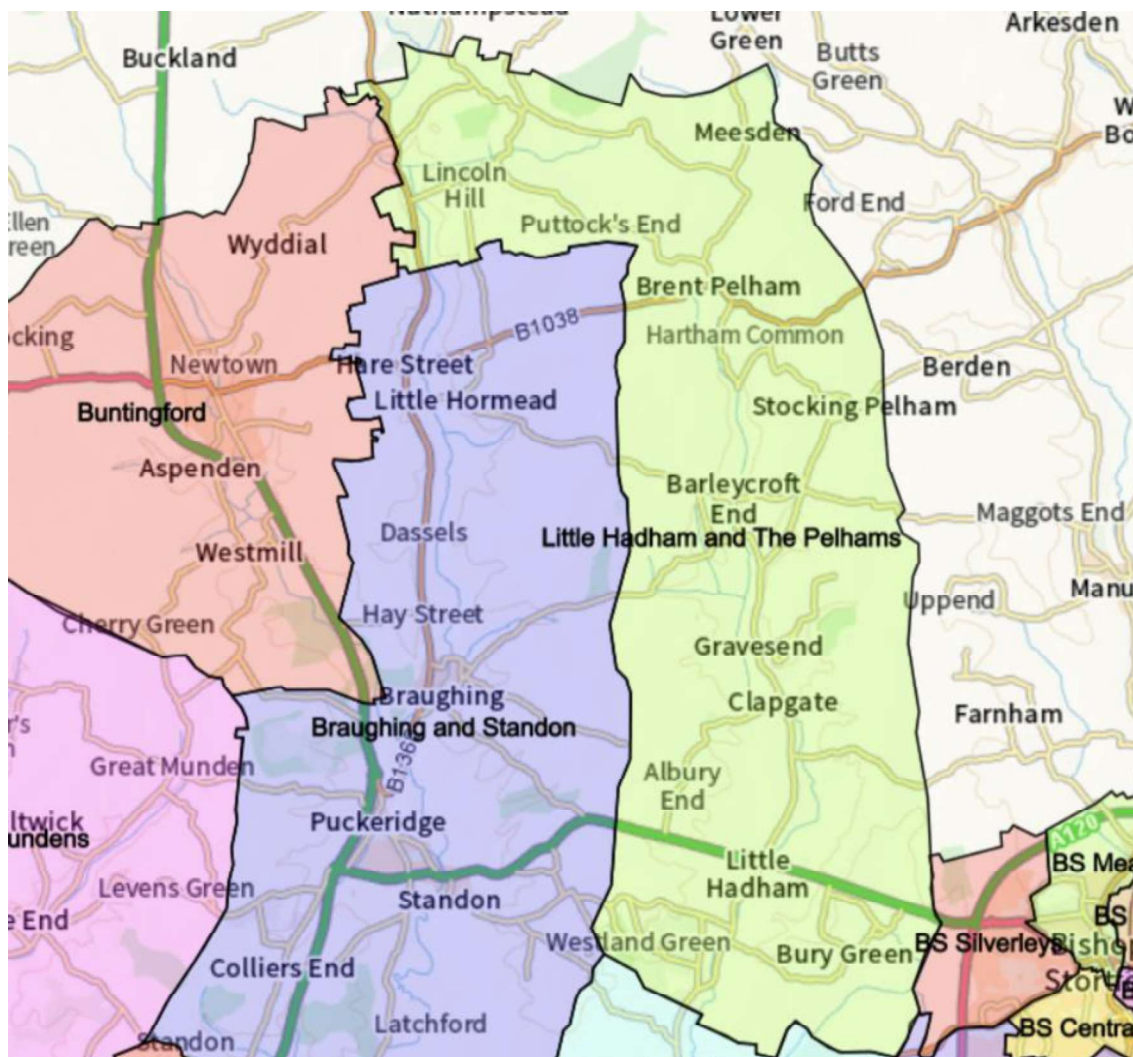 Lower
Green
Arkesden
Buckland
Butts
Green
Meesden
Lincoln
Hill
Ford End
Puttock's End
Wyddial
Brent Pelham
B1038
Hartham Common
Newtown
Hare Street
Berden
Buntingford
Little Hormead
Stocking Pelham
Aspenden
Barleycroft
End
Maggots End
Dassels
Little Hadham and The Pelhams
Westmill
Uppend
Hay Street
Cherry Green
Gravesend
Braughing
Clapgate
Farnham
Braughing and Standon
Great Munden
Albury
End
Puckeridge
A120
Little
Hadham
BS Mea
Levens Green
Standon
BS
Westland Green
Bury Green
BS Silverleys
Colliers End
Latchford
Standon
BS Centra